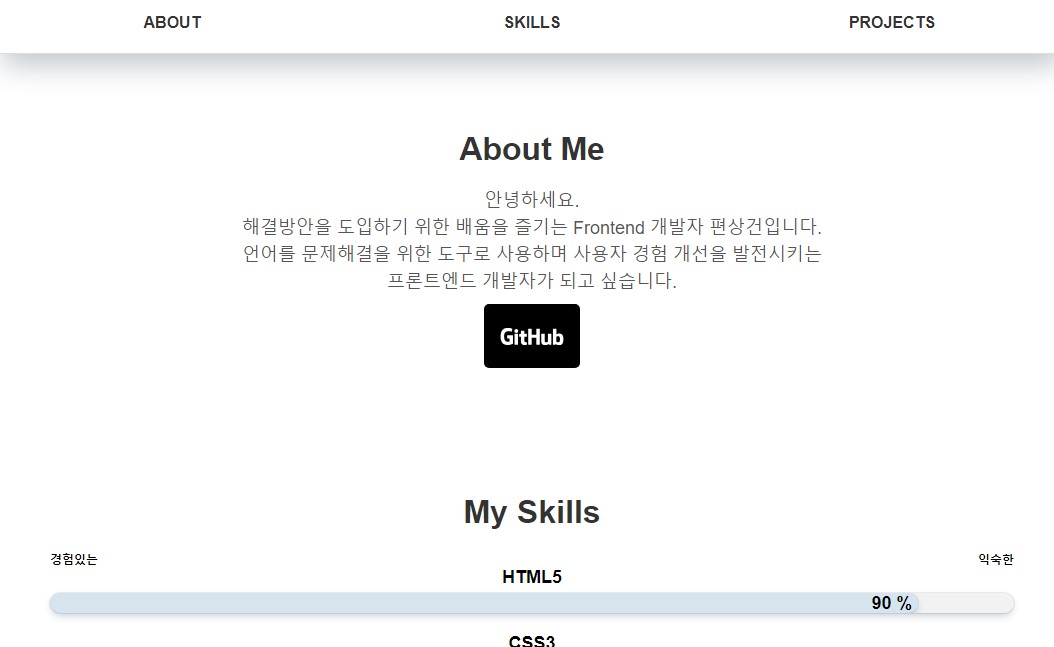 ABOUT SKILLS PROJECTS
About Me
안녕하세요.
해결방안을 도입하기 위한 배움을 즐기는 Frontend 개발자 편상건입니다.
언어를 문제해결을 위한 도구로 사용하며 사용자 경험 개선을 발전시키는
프론트엔드 개발자가 되고 싶습니다.
GitHub
My Skills
경험있는 익숙한
HTML5
90 %
CSS3